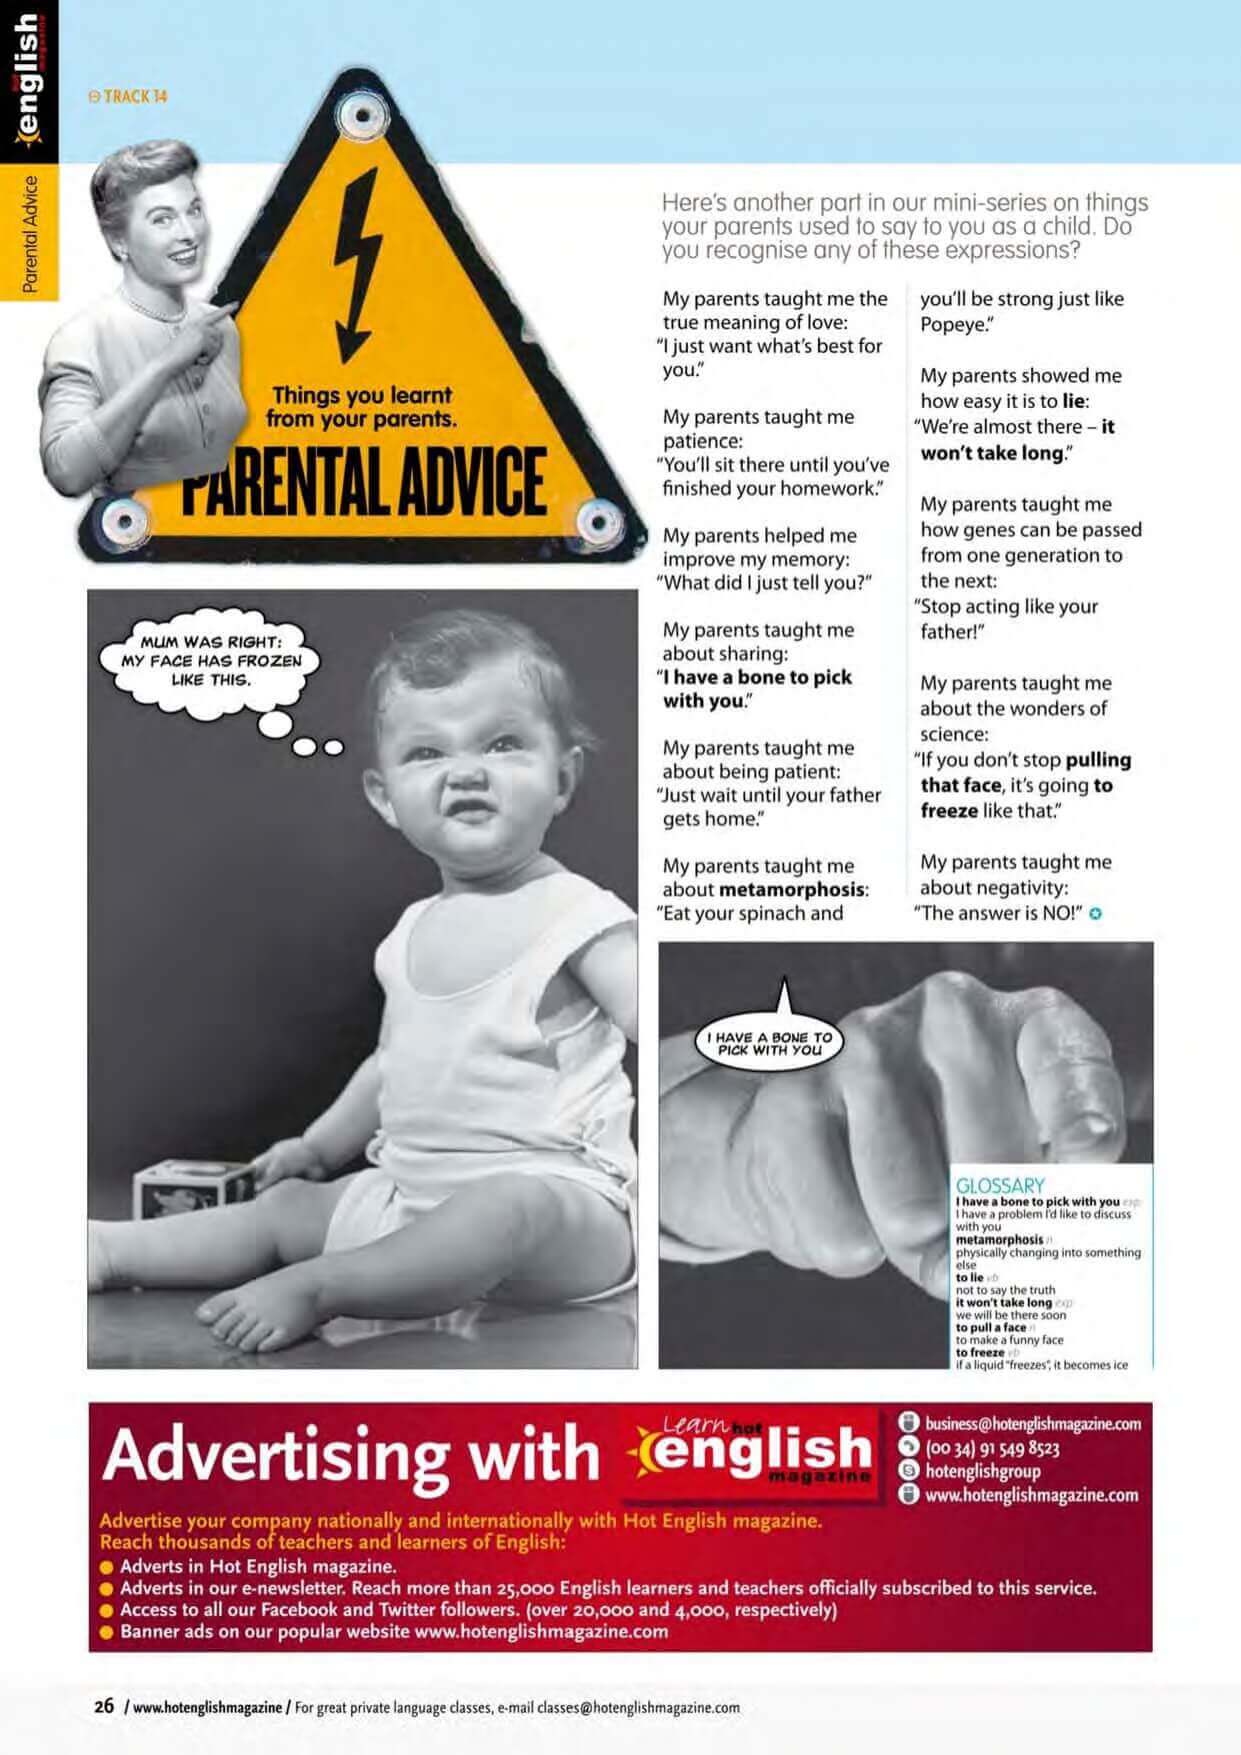 hot
english
magazine
Parental Advice
TRACK 14
Things you learnt
from your parents.
PARENTAL ADVICE
Here's another part in our mini-series on things
your parents used to say to you as a child. Do
you recognise any of these expressions?
My parents taught me the
true meaning of love:
"I just want what's best for
you."
My parents taught me
patience:
"You'll sit there until you've
finished your homework."
My parents helped me
improve my memory:
"What did I just tell you?"
My parents taught me
about sharing:
"I have a bone to pick
with you."
My parents taught me
about being patient:
"Just wait until your father
gets home."
My parents taught me
about metamorphosis:
"Eat your spinach and
you'll be strong just like
Popeye."
My parents showed me
how easy it is to lie:
"We're almost there – it
won't take long."
My parents taught me
how genes can be passed
from one generation to
the next:
"Stop acting like your
father!"
My parents taught me
about the wonders of
science:
"If you don't stop pulling
that face, it's going to
freeze like that."
My parents taught me
about negativity:
"The answer is NO!"
MUM WAS RIGHT:
MY FACE HAS FROZEN
LIKE THIS.
I HAVE A BONE TO
PICK WITH YOU
GLOSSARY
I have a bone to pick with you exp
I have a problem I'd like to discuss
with you
metamorphosis n
physically changing into something
else
to lie vb
not to say the truth
it won't take long exp
we will be there soon
to pull a face n
to make a funny face
to freeze vb
if a liquid "freezes", it becomes ice
Advertising with
Learn hot
english
magazine
business@hotenglishmagazine.com
(00 34) 91 549 8523
hotenglishgroup
www.hotenglishmagazine.com
Advertise your company nationally and internationally with Hot English magazine.
Reach thousands of teachers and learners of English:
Adverts in Hot English magazine.
Adverts in our e-newsletter. Reach more than 25,000 English learners and teachers officially subscribed to this service.
Access to all our Facebook and Twitter followers. (over 20,000 and 4,000, respectively)
Banner ads on our popular website www.hotenglishmagazine.com
26 / www.hotenglishmagazine / For great private language classes, e-mail classes@hotenglishmagazine.com